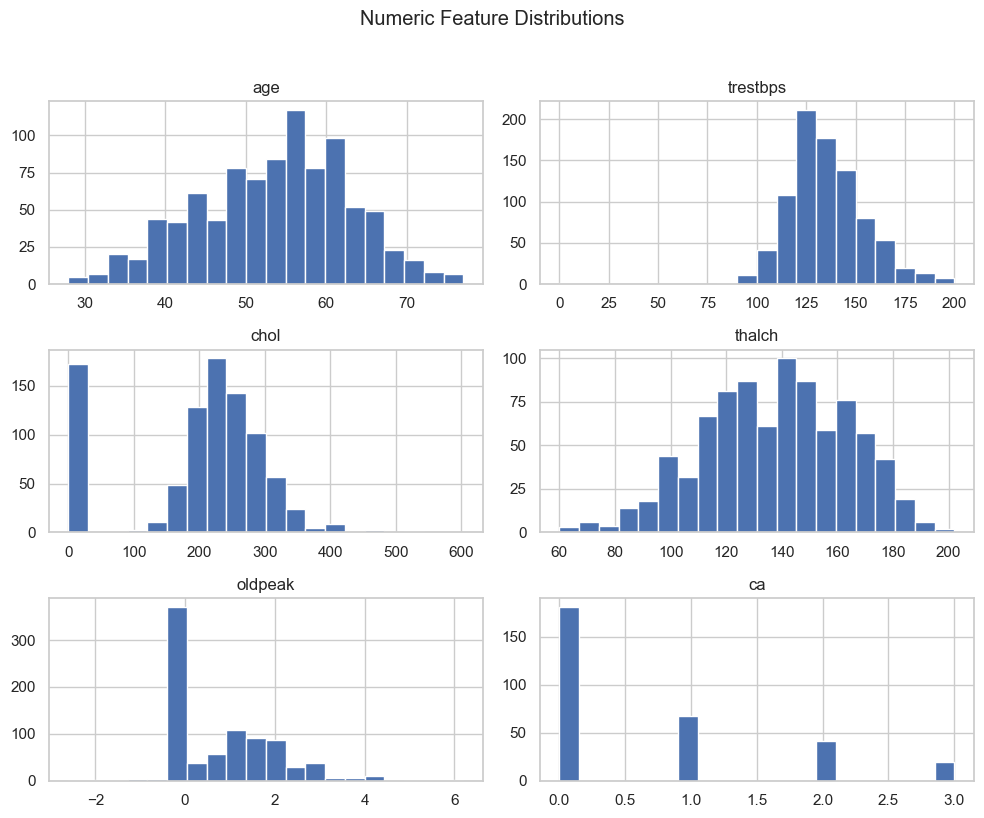 Numeric Feature Distributions
age
trestbps
100
75
50
25
0
30 40 50 60 70
200
150
100
50
0
0 25 50 75 100 125 150 175 200
chol
thalch
150
100
50
0
0 100 200 300 400 500 600
100
75
50
25
0
60 80 100 120 140 160 180 200
oldpeak
ca
300
200
100
0
−2 0 2 4 6
150
100
50
0
0.0 0.5 1.0 1.5 2.0 2.5 3.0